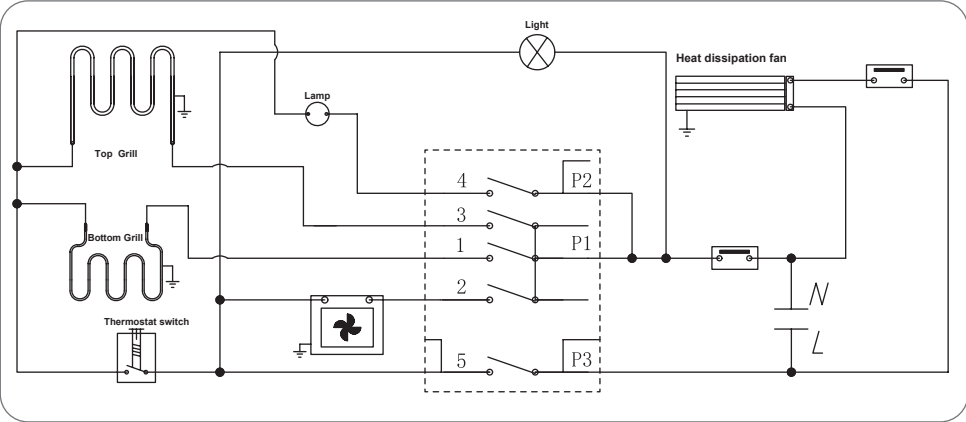 Light
Heat dissipation fan
Lamp
Top Grill
4
P2
3
P1
1
Bottom Grill
2
N
Thermostat switch
L
5
P3